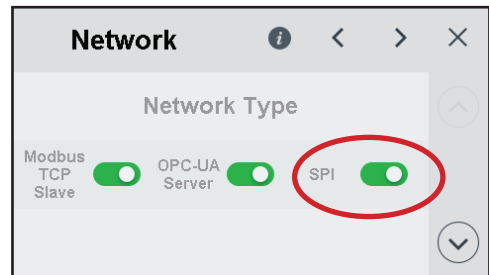 Network
Network Type
Modbus
TCP
Slave
OPC-UA
Server
SPI